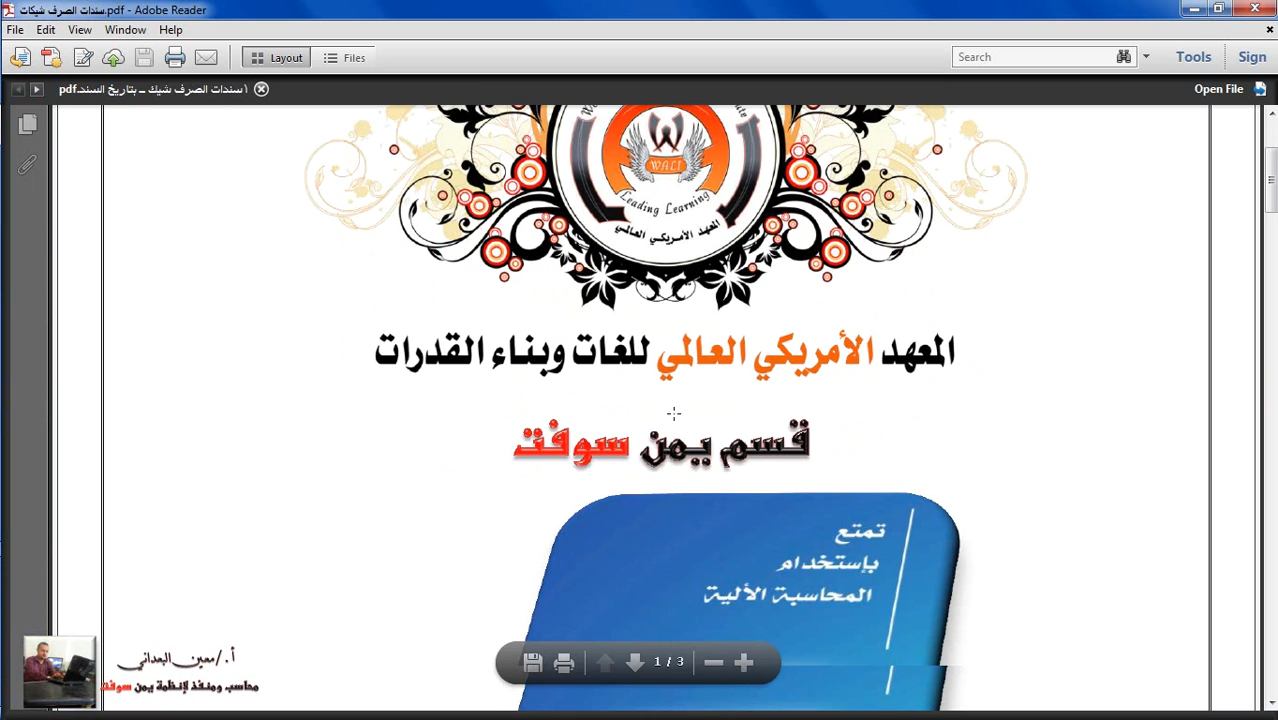 سندات الصرف شيكات.pdf - Adobe Reader
File Edit View Window Help
Layout Files Search Tools Sign
١سندات الصرف شيك ـ بتاريخ السند.pdf Open File
WALI
Leading Learning
المعهد الأمريكي العالمي
المعهد الأمريكي العالمي للغات وبناء القدرات
قسم يمن سوفت
تمتع
بإستخدام
المحاسبة الألية
1 / 3
أ./معين البعداني
محاسب ومنفذ لإنظمة يمن سوفت